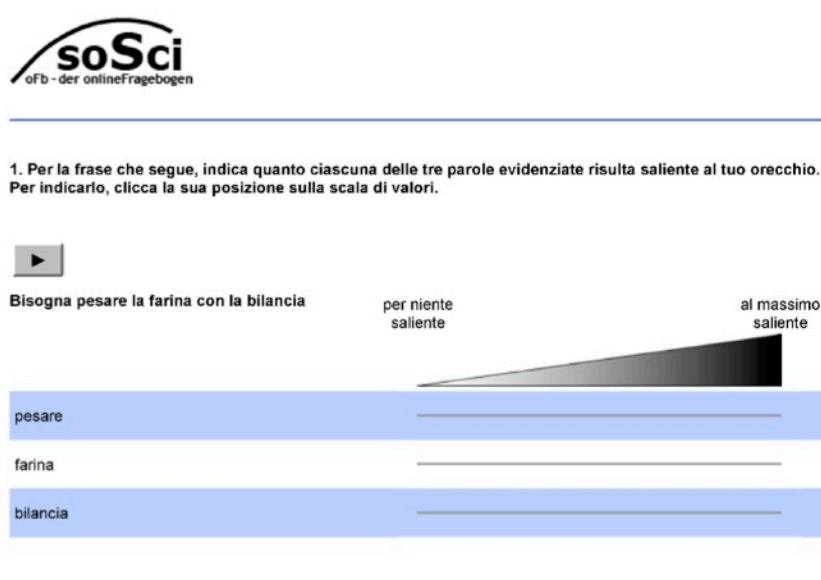 soSci
oFb - der onlineFragebogen
1. Per la frase che segue, indica quanto ciascuna delle tre parole evidenziate risulta saliente al tuo orecchio.
Per indicarlo, clicca la sua posizione sulla scala di valori.
Bisogna pesare la farina con la bilancia
per niente
saliente
al massimo
saliente
pesare
farina
bilancia